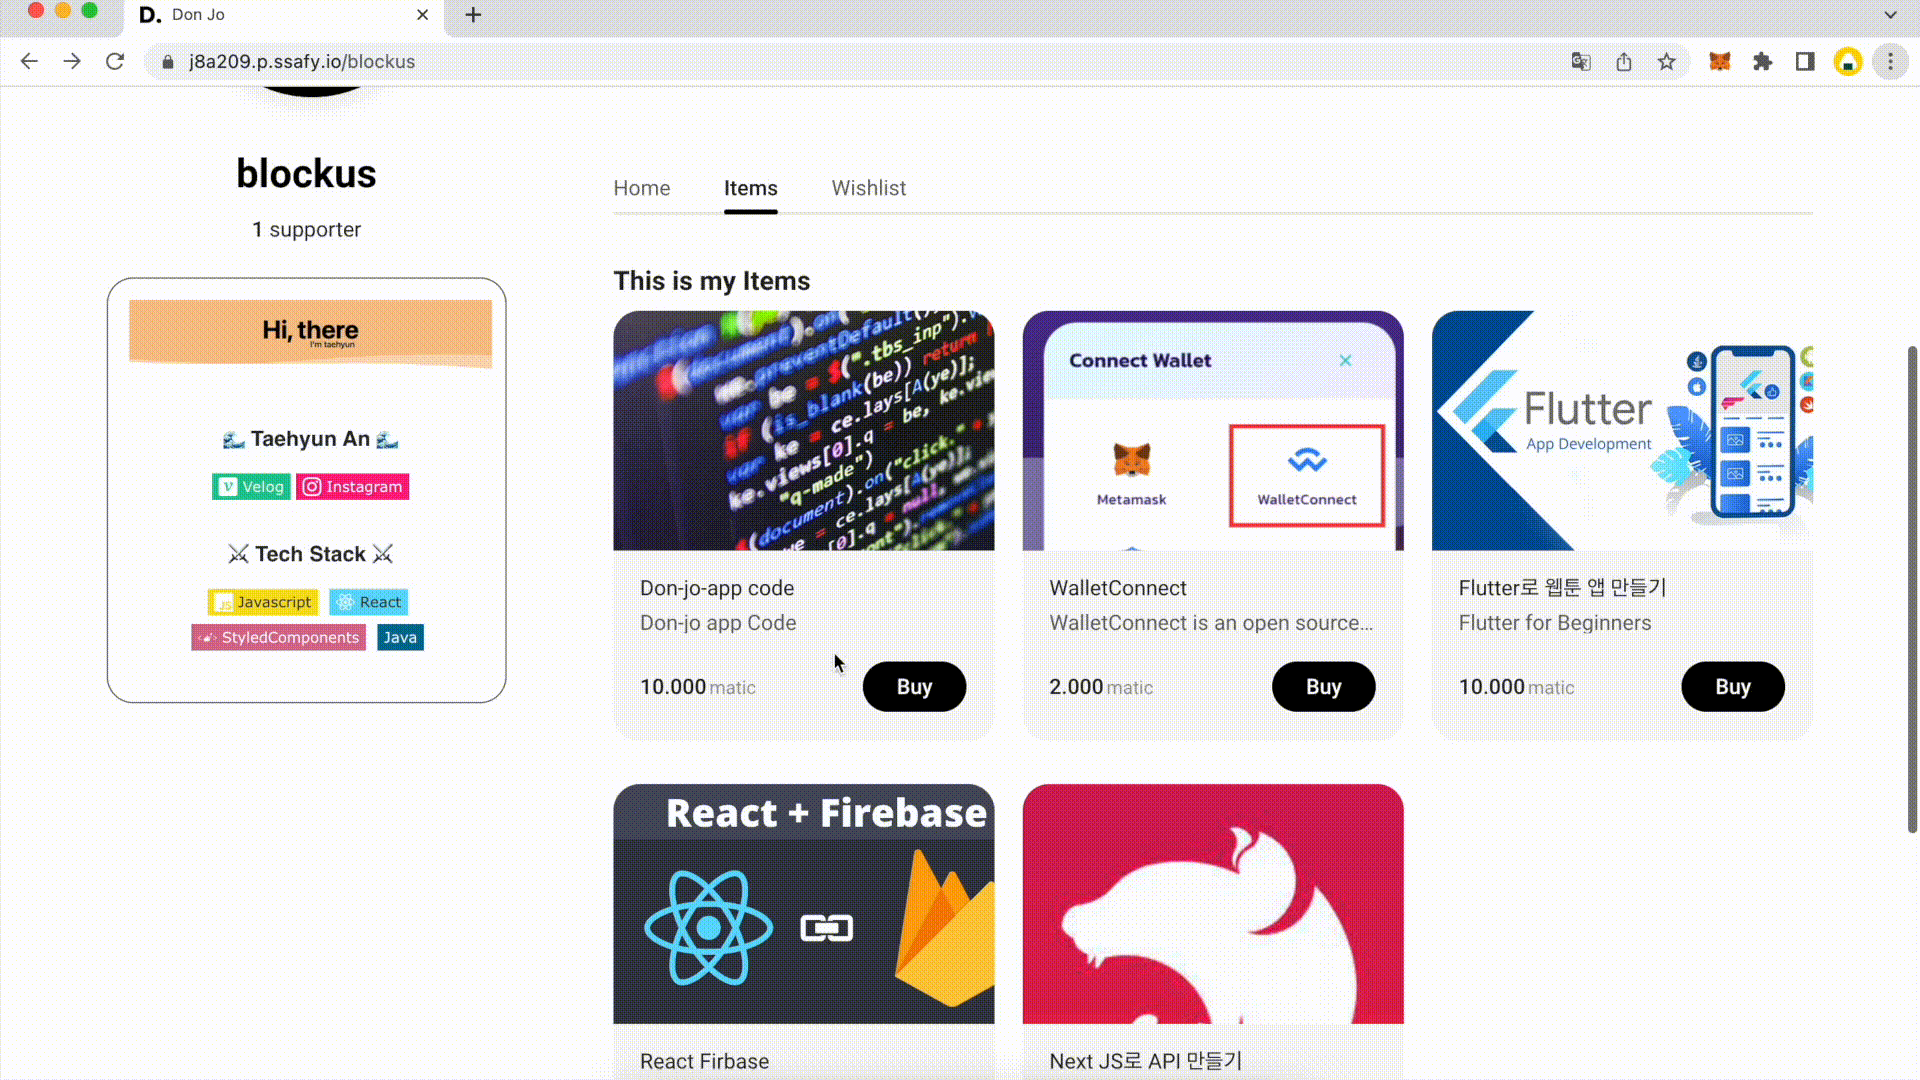 D. Don Jo
j8a209.p.ssafy.io/blockus
blockus
1 supporter
Hi, there
I'm taehyun
Taehyun An
Velog
Instagram
Tech Stack
JS Javascript
React
StyledComponents
Java
Home
Items
Wishlist
This is my Items
Don-jo-app code
Don-jo app Code
10.000 matic
Buy
Connect Wallet
Metamask
WalletConnect
WalletConnect
WalletConnect is an open source...
2.000 matic
Buy
Flutter
App Development
Flutter로 웹툰 앱 만들기
Flutter for Beginners
10.000 matic
Buy
React + Firebase
React Firbase
Next JS로 API 만들기